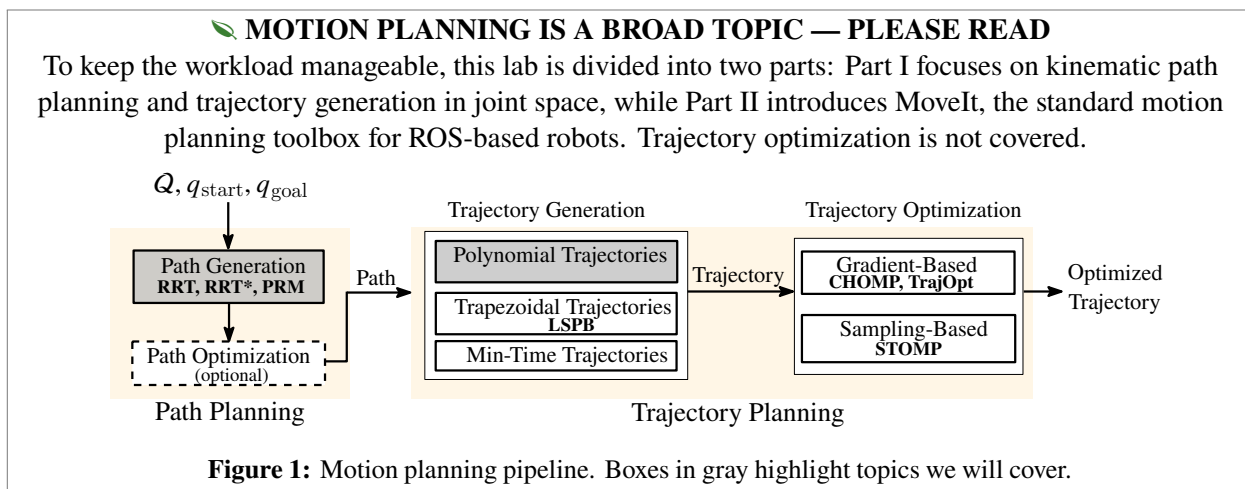 MOTION PLANNING IS A BROAD TOPIC — PLEASE READ
To keep the workload manageable, this lab is divided into two parts: Part I focuses on kinematic path
planning and trajectory generation in joint space, while Part II introduces MoveIt, the standard motion
planning toolbox for ROS-based robots. Trajectory optimization is not covered.
𝒬, q_start, q_goal
Path Generation
RRT, RRT*, PRM
Path Optimization
(optional)
Path Planning
Path
Trajectory Generation
Polynomial Trajectories
Trapezoidal Trajectories
LSPB
Min-Time Trajectories
Trajectory
Trajectory Optimization
Gradient-Based
CHOMP, TrajOpt
Sampling-Based
STOMP
Trajectory Planning
Optimized
Trajectory
Figure 1: Motion planning pipeline. Boxes in gray highlight topics we will cover.